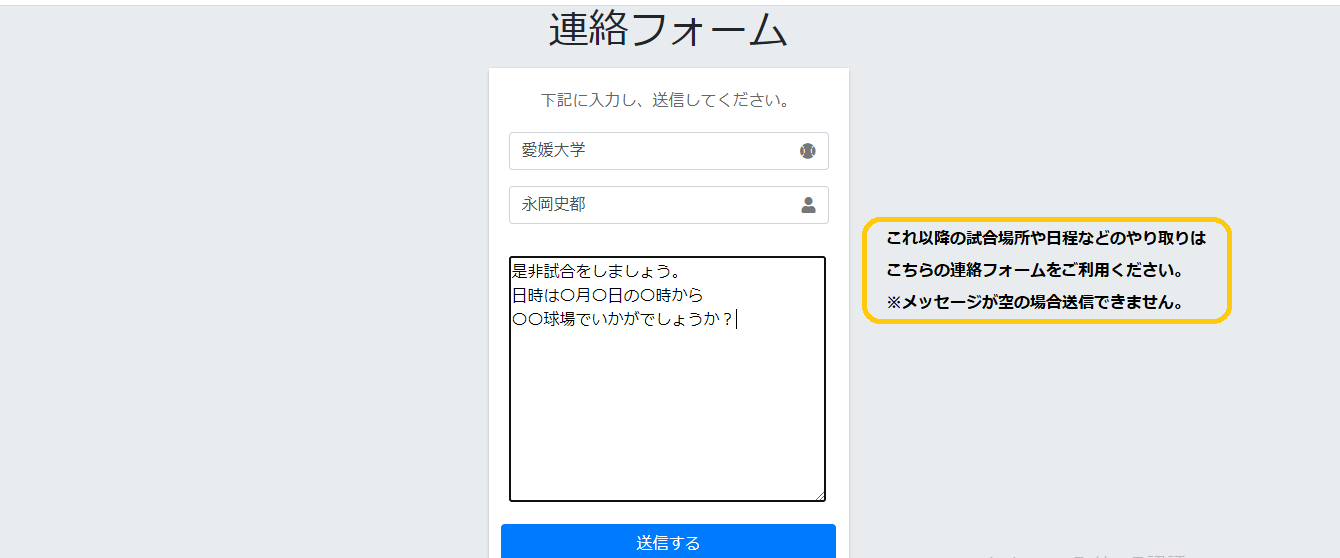 連絡フォーム
下記に入力し、送信してください。
愛媛大学
永岡史都
是非試合をしましょう。
日時は〇月〇日の〇時から
〇〇球場でいかがでしょうか？
これ以降の試合場所や日程などのやり取りは
こちらの連絡フォームをご利用ください。
※メッセージが空の場合送信できません。
送信する